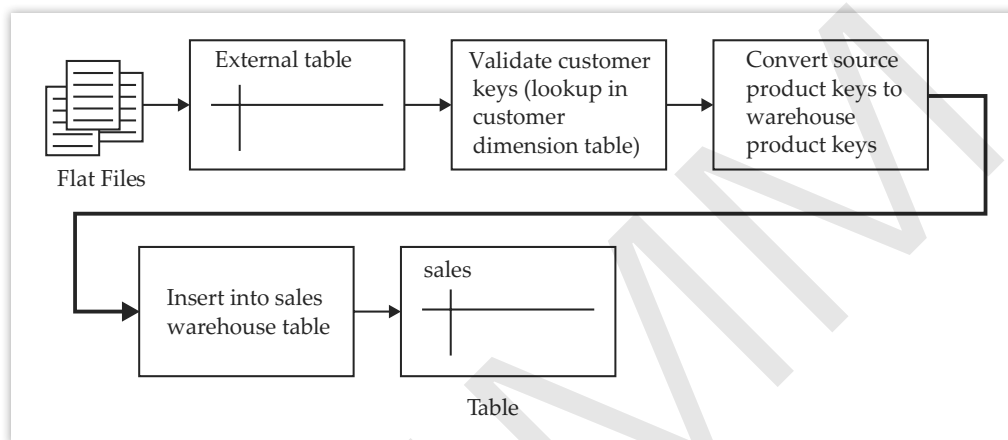 External table
Validate customer
keys (lookup in
customer
dimension table)
Convert source
product keys to
warehouse
product keys
Flat Files
Insert into sales
warehouse table
sales
Table